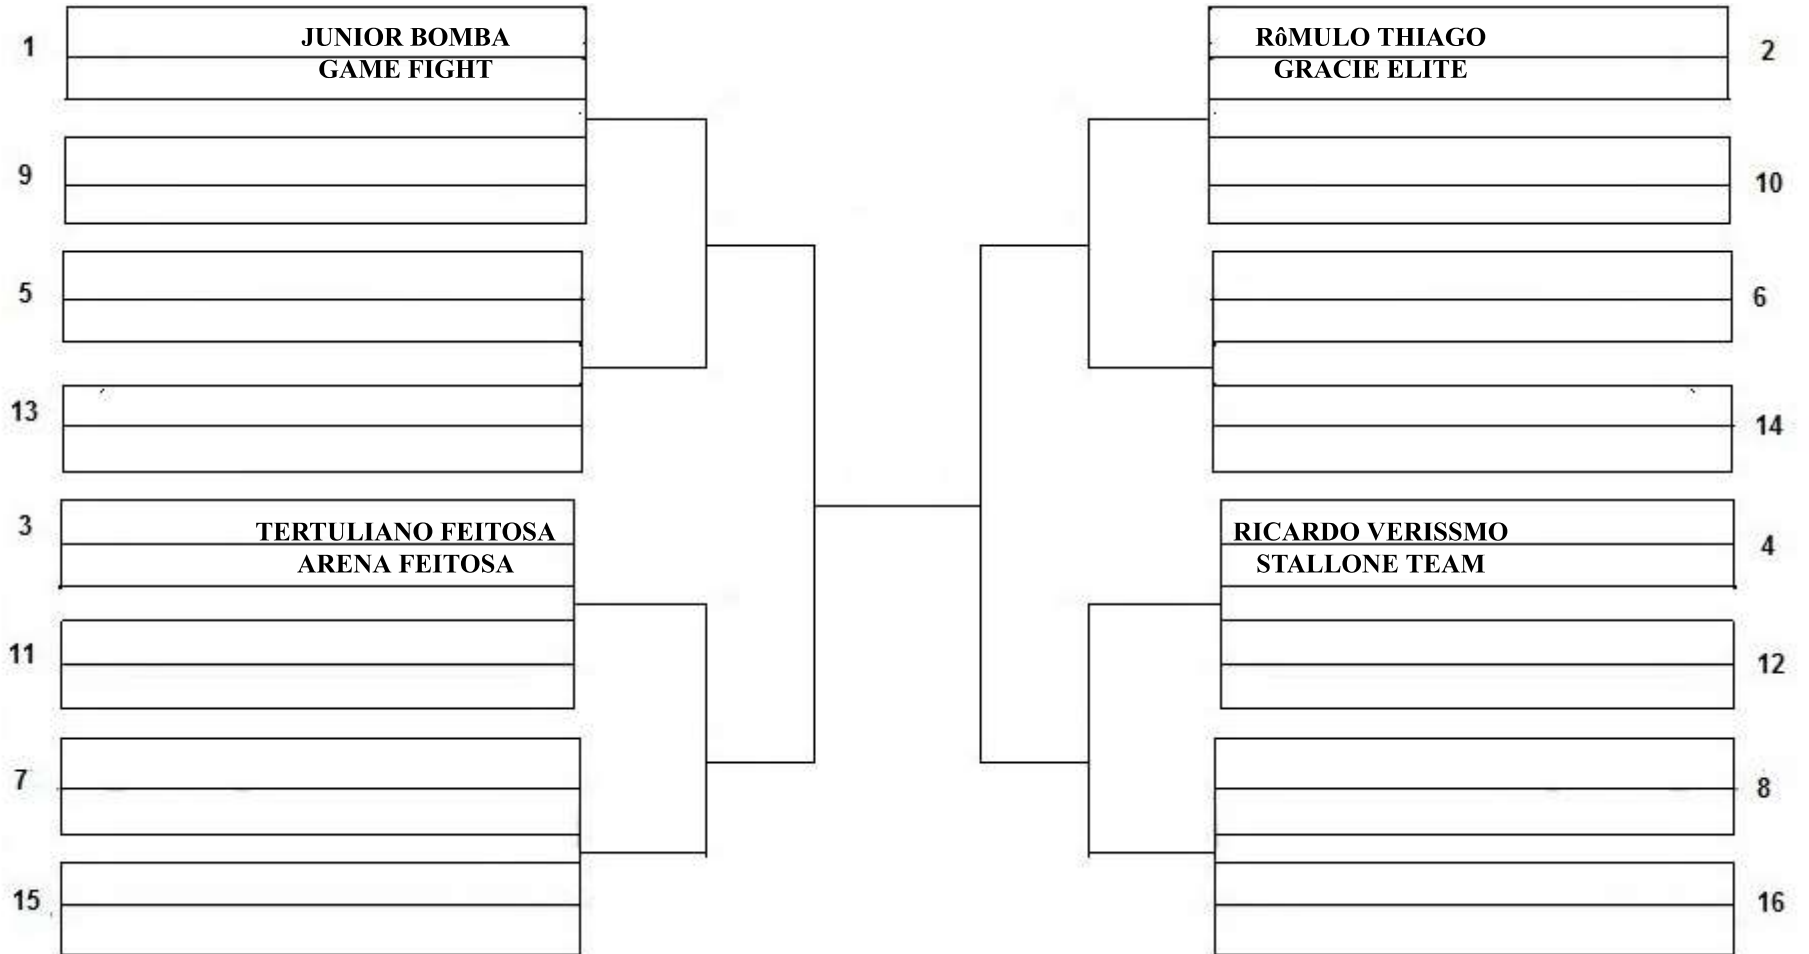 1
JUNIOR BOMBA
GAME FIGHT
9
5
13
3
TERTULIANO FEITOSA
ARENA FEITOSA
11
7
15
RôMULO THIAGO
GRACIE ELITE
2
10
6
14
RICARDO VERISSMO
STALLONE TEAM
4
12
8
16